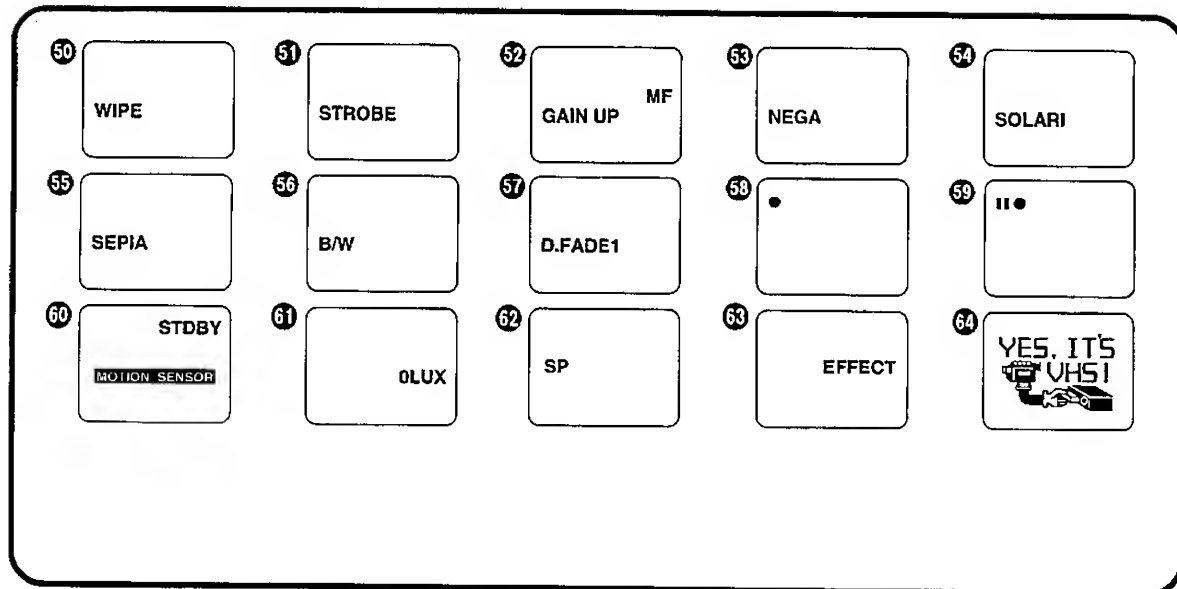 50 51 52 53 54
WIPE
STROBE
MF
GAIN UP
NEGA
SOLARI
55 56 57 58 59
SEPIA
B/W
D.FADE1
60 61 62 63 64
STDBY
MOTION SENSOR
0LUX
SP
EFFECT
YES, IT'S
VHS!